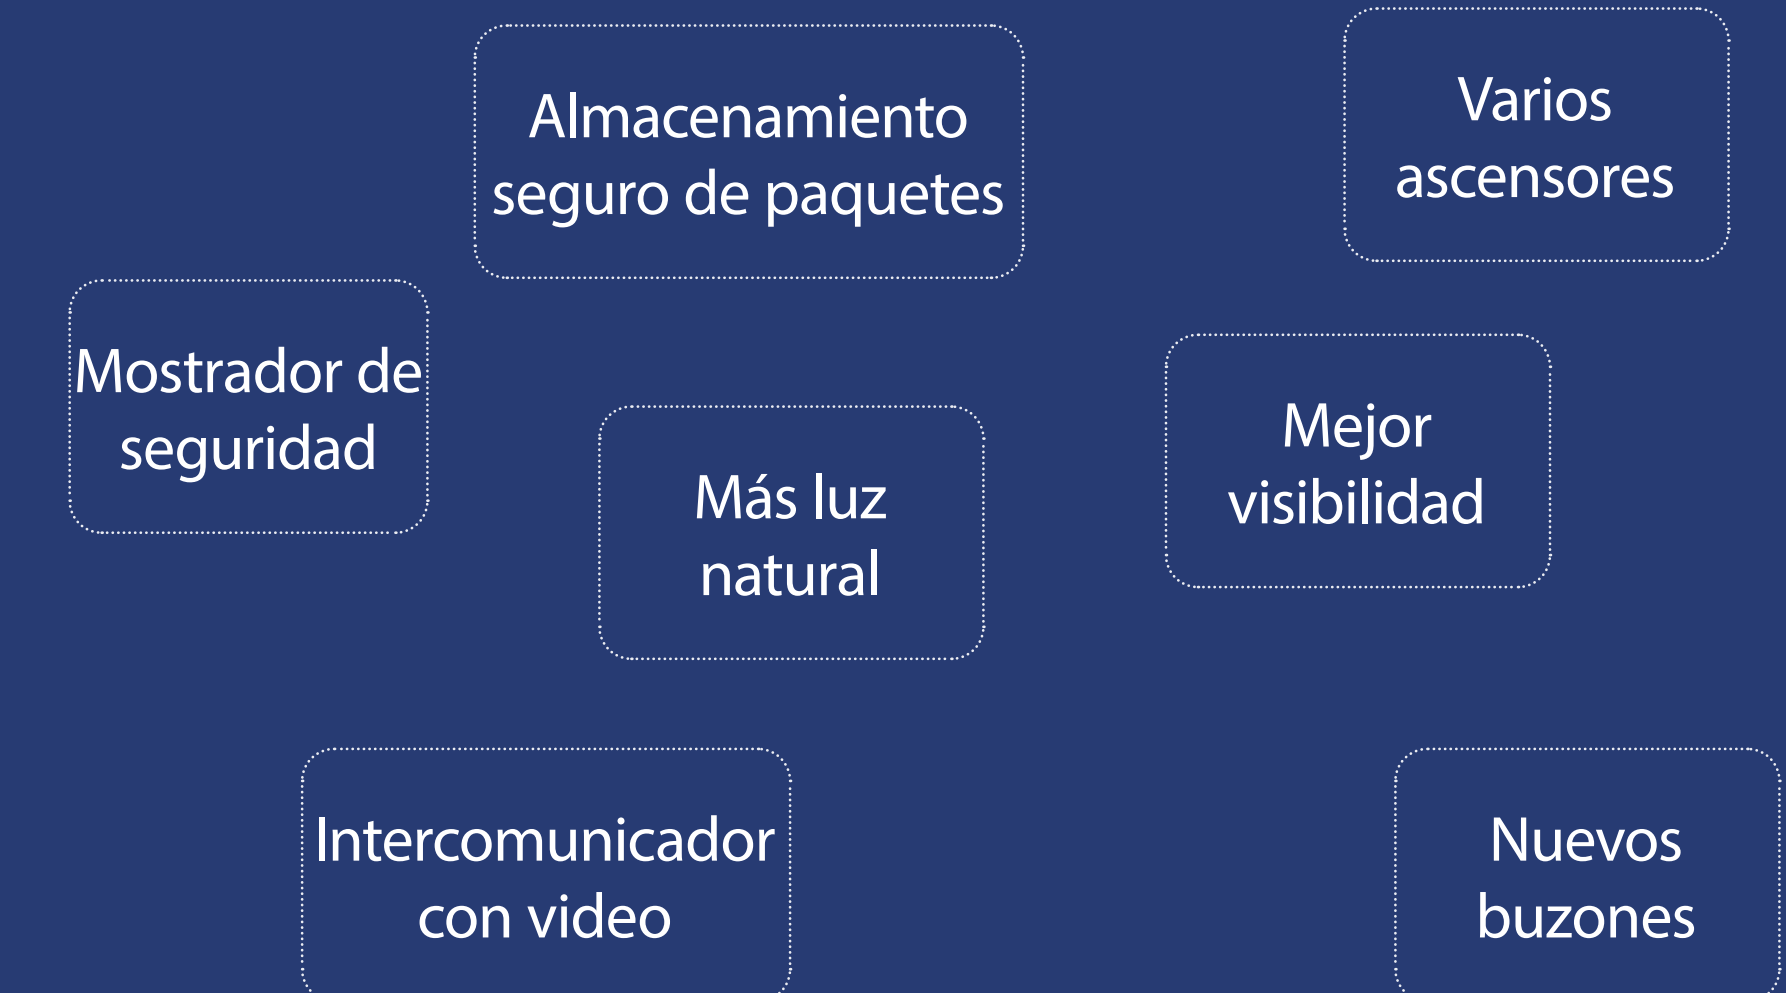 Almacenamiento
seguro de paquetes
Varios
ascensores
Mostrador de
seguridad
Más luz
natural
Mejor
visibilidad
Intercomunicador
con video
Nuevos
buzones